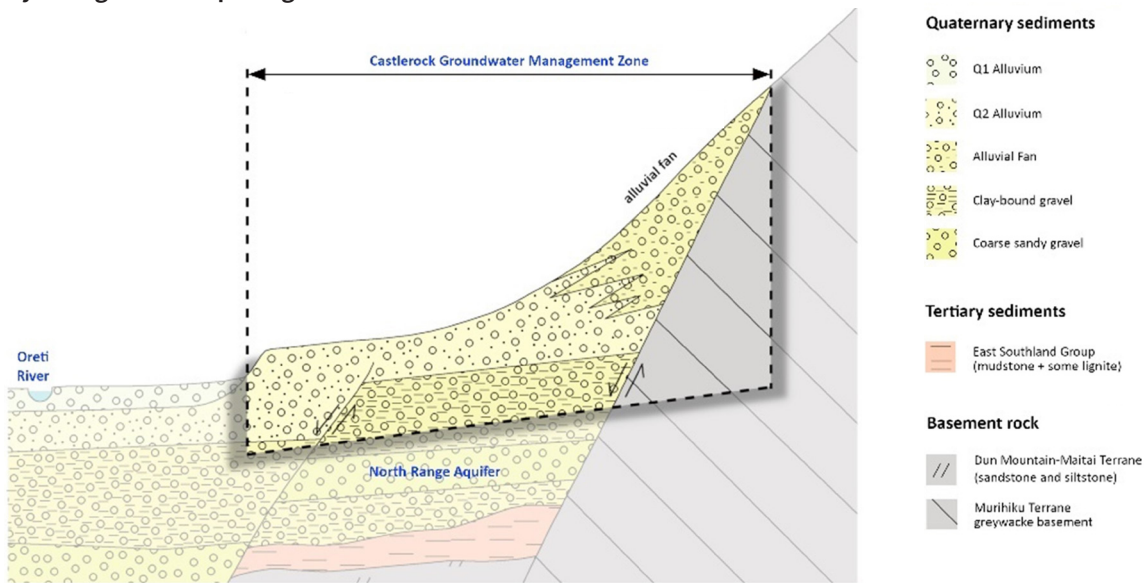 Castlerock Groundwater Management Zone
alluvial fan
Oreti
River
North Range Aquifer
Quaternary sediments
Q1 Alluvium
Q2 Alluvium
Alluvial Fan
Clay-bound gravel
Coarse sandy gravel
Tertiary sediments
East Southland Group
(mudstone + some lignite)
Basement rock
Dun Mountain-Maitai Terrane
(sandstone and siltstone)
Murihiku Terrane
greywacke basement